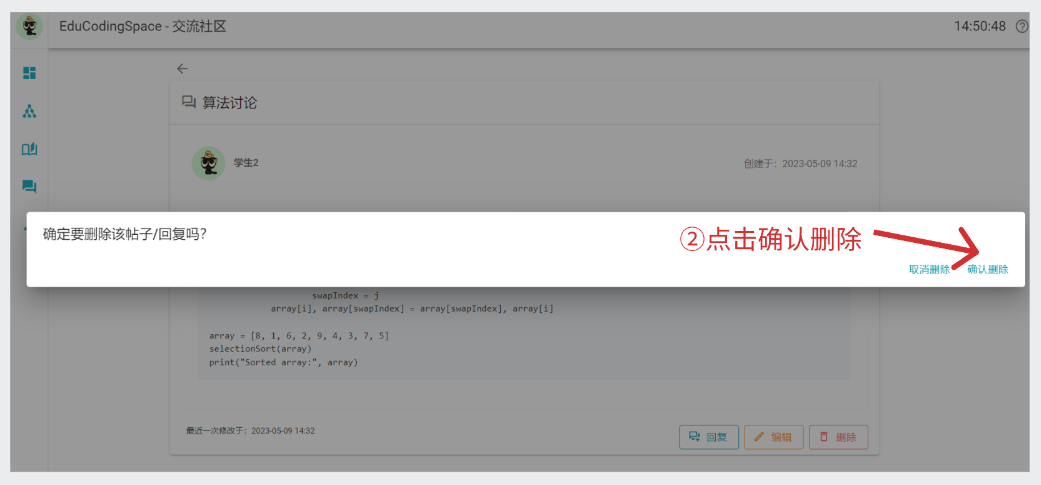 EduCodingSpace - 交流社区
14:50:48
算法讨论
学生2
创建于：2023-05-09 14:32
确定要删除该帖子/回复吗？
②点击确认删除
取消删除 确认删除
swapIndex = j
array[i], array[swapIndex] = array[swapIndex], array[i]
array = [8, 1, 6, 2, 9, 4, 3, 7, 5]
selectionSort(array)
print("Sorted array:", array)
最近一次修改于：2023-05-09 14:32
回复 编辑 删除